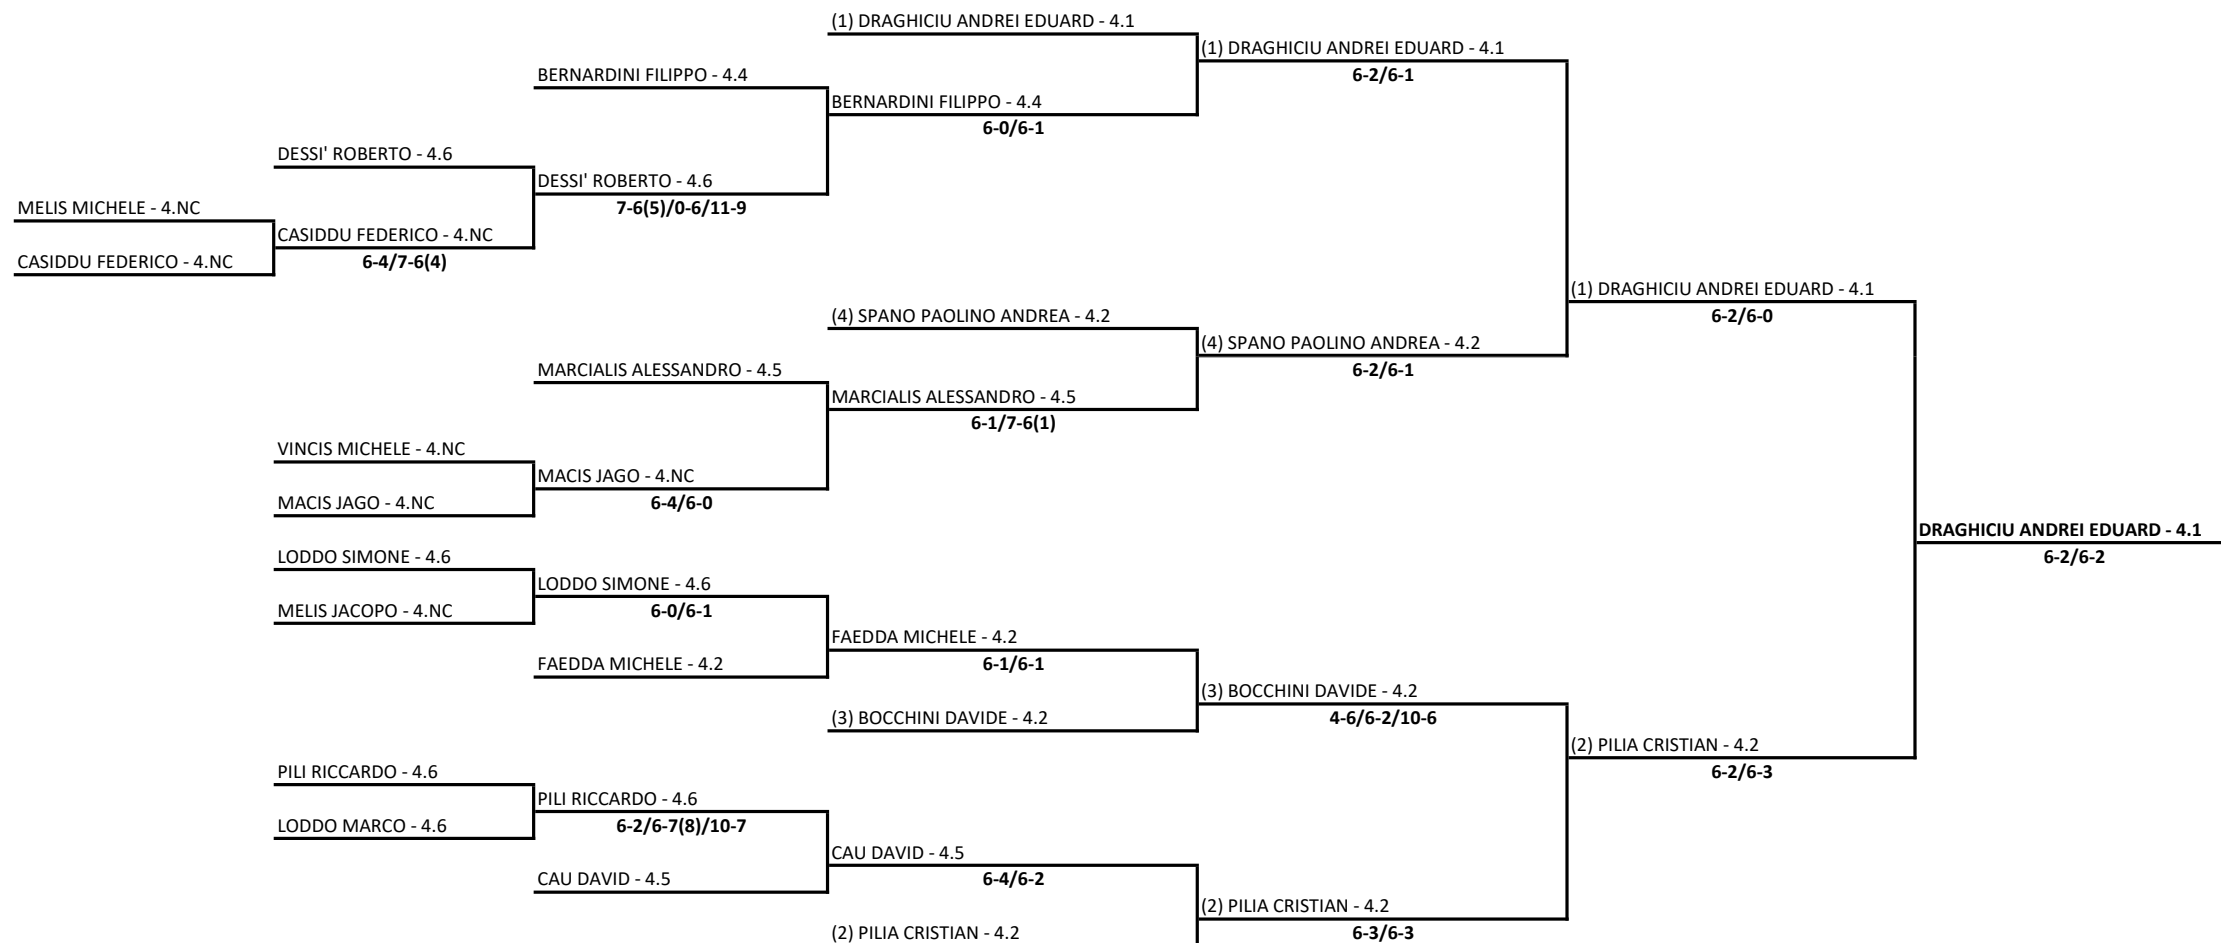 (1) DRAGHICIU ANDREI EDUARD - 4.1
(1) DRAGHICIU ANDREI EDUARD - 4.1
6-2/6-1
BERNARDINI FILIPPO - 4.4
BERNARDINI FILIPPO - 4.4
6-0/6-1
DESSI' ROBERTO - 4.6
DESSI' ROBERTO - 4.6
7-6(5)/0-6/11-9
MELIS MICHELE - 4.NC
CASIDDU FEDERICO - 4.NC
6-4/7-6(4)
CASIDDU FEDERICO - 4.NC
(1) DRAGHICIU ANDREI EDUARD - 4.1
6-2/6-0
(4) SPANO PAOLINO ANDREA - 4.2
(4) SPANO PAOLINO ANDREA - 4.2
6-2/6-1
MARCIALIS ALESSANDRO - 4.5
MARCIALIS ALESSANDRO - 4.5
6-1/7-6(1)
VINCIS MICHELE - 4.NC
MACIS JAGO - 4.NC
6-4/6-0
MACIS JAGO - 4.NC
DRAGHICIU ANDREI EDUARD - 4.1
6-2/6-2
LODDO SIMONE - 4.6
LODDO SIMONE - 4.6
6-0/6-1
MELIS JACOPO - 4.NC
FAEDDA MICHELE - 4.2
6-1/6-1
FAEDDA MICHELE - 4.2
(3) BOCCHINI DAVIDE - 4.2
4-6/6-2/10-6
(3) BOCCHINI DAVIDE - 4.2
(2) PILIA CRISTIAN - 4.2
6-2/6-3
PILI RICCARDO - 4.6
PILI RICCARDO - 4.6
6-2/6-7(8)/10-7
LODDO MARCO - 4.6
CAU DAVID - 4.5
6-4/6-2
CAU DAVID - 4.5
(2) PILIA CRISTIAN - 4.2
6-3/6-3
(2) PILIA CRISTIAN - 4.2